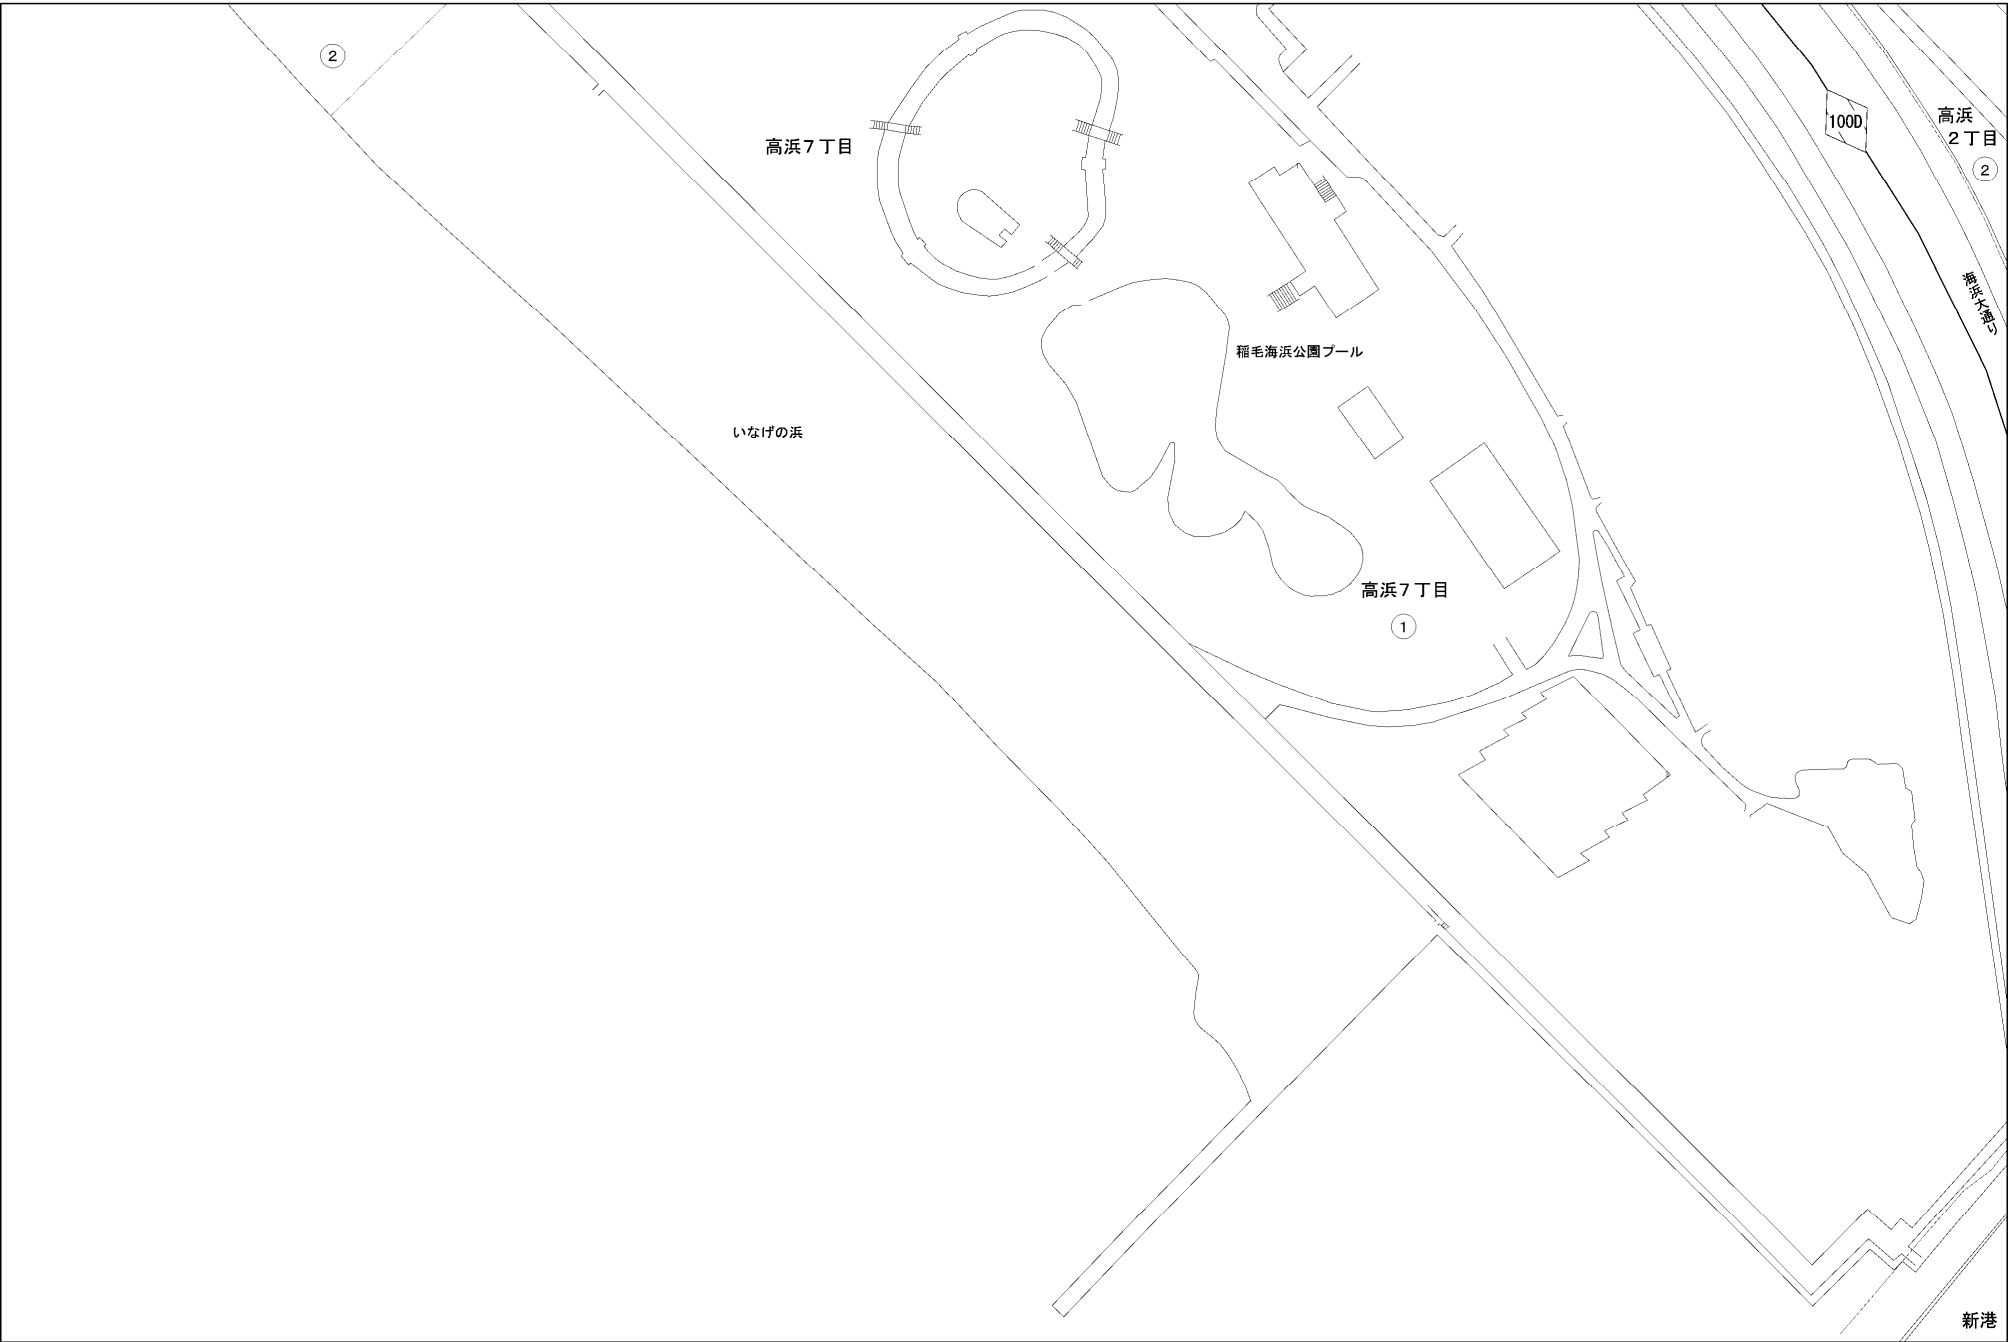 ②
高浜７丁目
100D
高浜
２丁目
②
海浜大通り
稲毛海浜公園プール
いなげの浜
高浜７丁目
①
新港